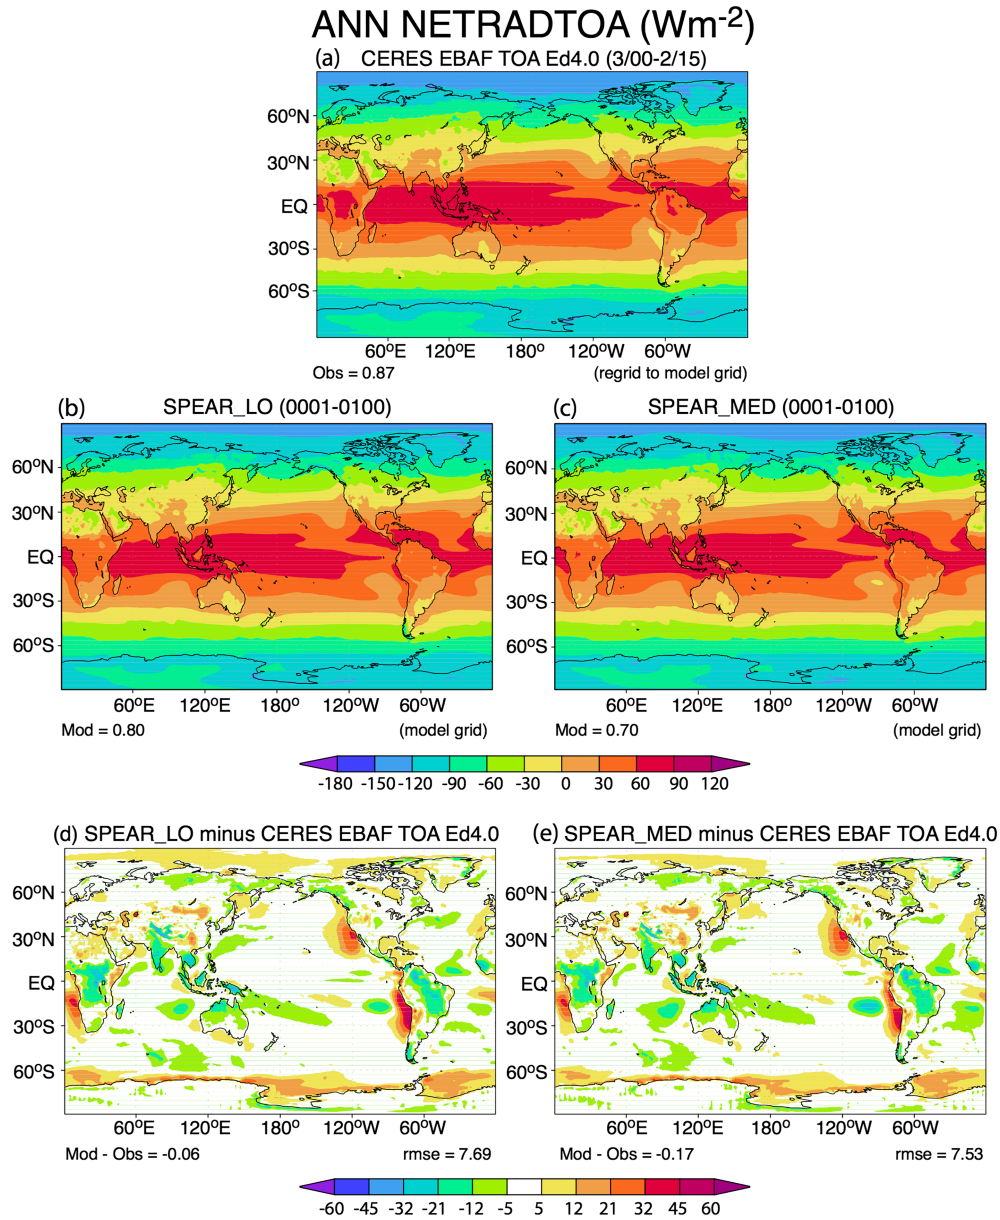 ANN NETRADTOA (Wm-2)
(a) CERES EBAF TOA Ed4.0 (3/00-2/15)
60ºN
30ºN
EQ
30ºS
60ºS
60ºE 120ºE 180º 120ºW 60ºW
Obs = 0.87 (regrid to model grid)
(b) SPEAR_LO (0001-0100)
60ºN
30ºN
EQ
30ºS
60ºS
60ºE 120ºE 180º 120ºW 60ºW
Mod = 0.80 (model grid)
(c) SPEAR_MED (0001-0100)
60ºN
30ºN
EQ
30ºS
60ºS
60ºE 120ºE 180º 120ºW 60ºW
Mod = 0.70 (model grid)
-180 -150 -120 -90 -60 -30 0 30 60 90 120
(d) SPEAR_LO minus CERES EBAF TOA Ed4.0
60ºN
30ºN
EQ
30ºS
60ºS
60ºE 120ºE 180º 120ºW 60ºW
Mod - Obs = -0.06 rmse = 7.69
(e) SPEAR_MED minus CERES EBAF TOA Ed4.0
60ºN
30ºN
EQ
30ºS
60ºS
60ºE 120ºE 180º 120ºW 60ºW
Mod - Obs = -0.17 rmse = 7.53
-60 -45 -32 -21 -12 -5 5 12 21 32 45 60